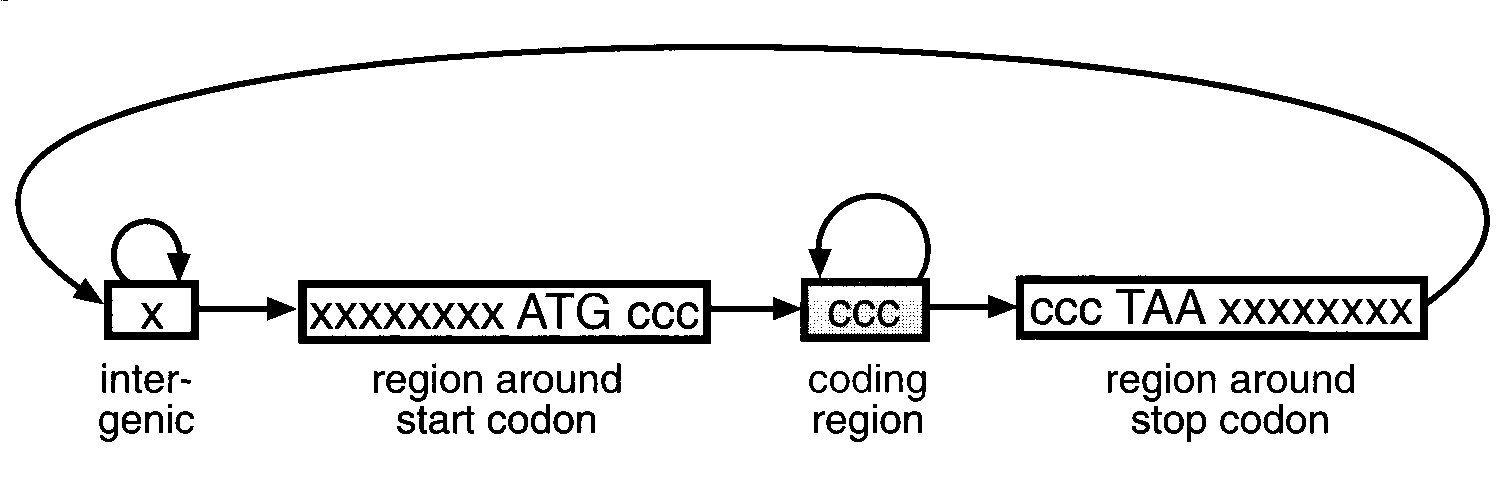 x
xxxxxxxx ATG ccc
ccc
ccc TAA xxxxxxxx
inter-
genic
region around
start codon
coding
region
region around
stop codon